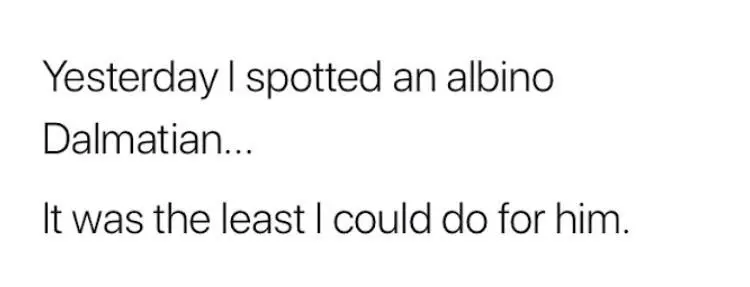 Yesterday I spotted an albino
Dalmatian...
It was the least I could do for him.